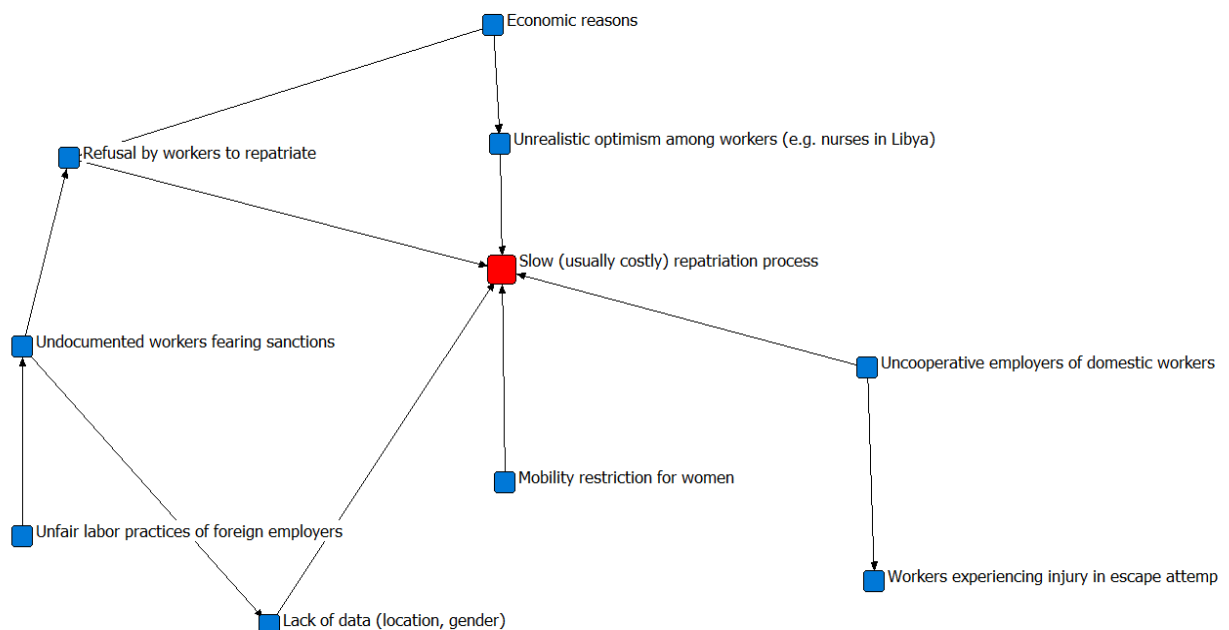 Economic reasons
Unrealistic optimism among workers (e.g. nurses in Libya)
Refusal by workers to repatriate
Slow (usually costly) repatriation process
Undocumented workers fearing sanctions
Uncooperative employers of domestic workers
Mobility restriction for women
Unfair labor practices of foreign employers
Workers experiencing injury in escape attemp
Lack of data (location, gender)